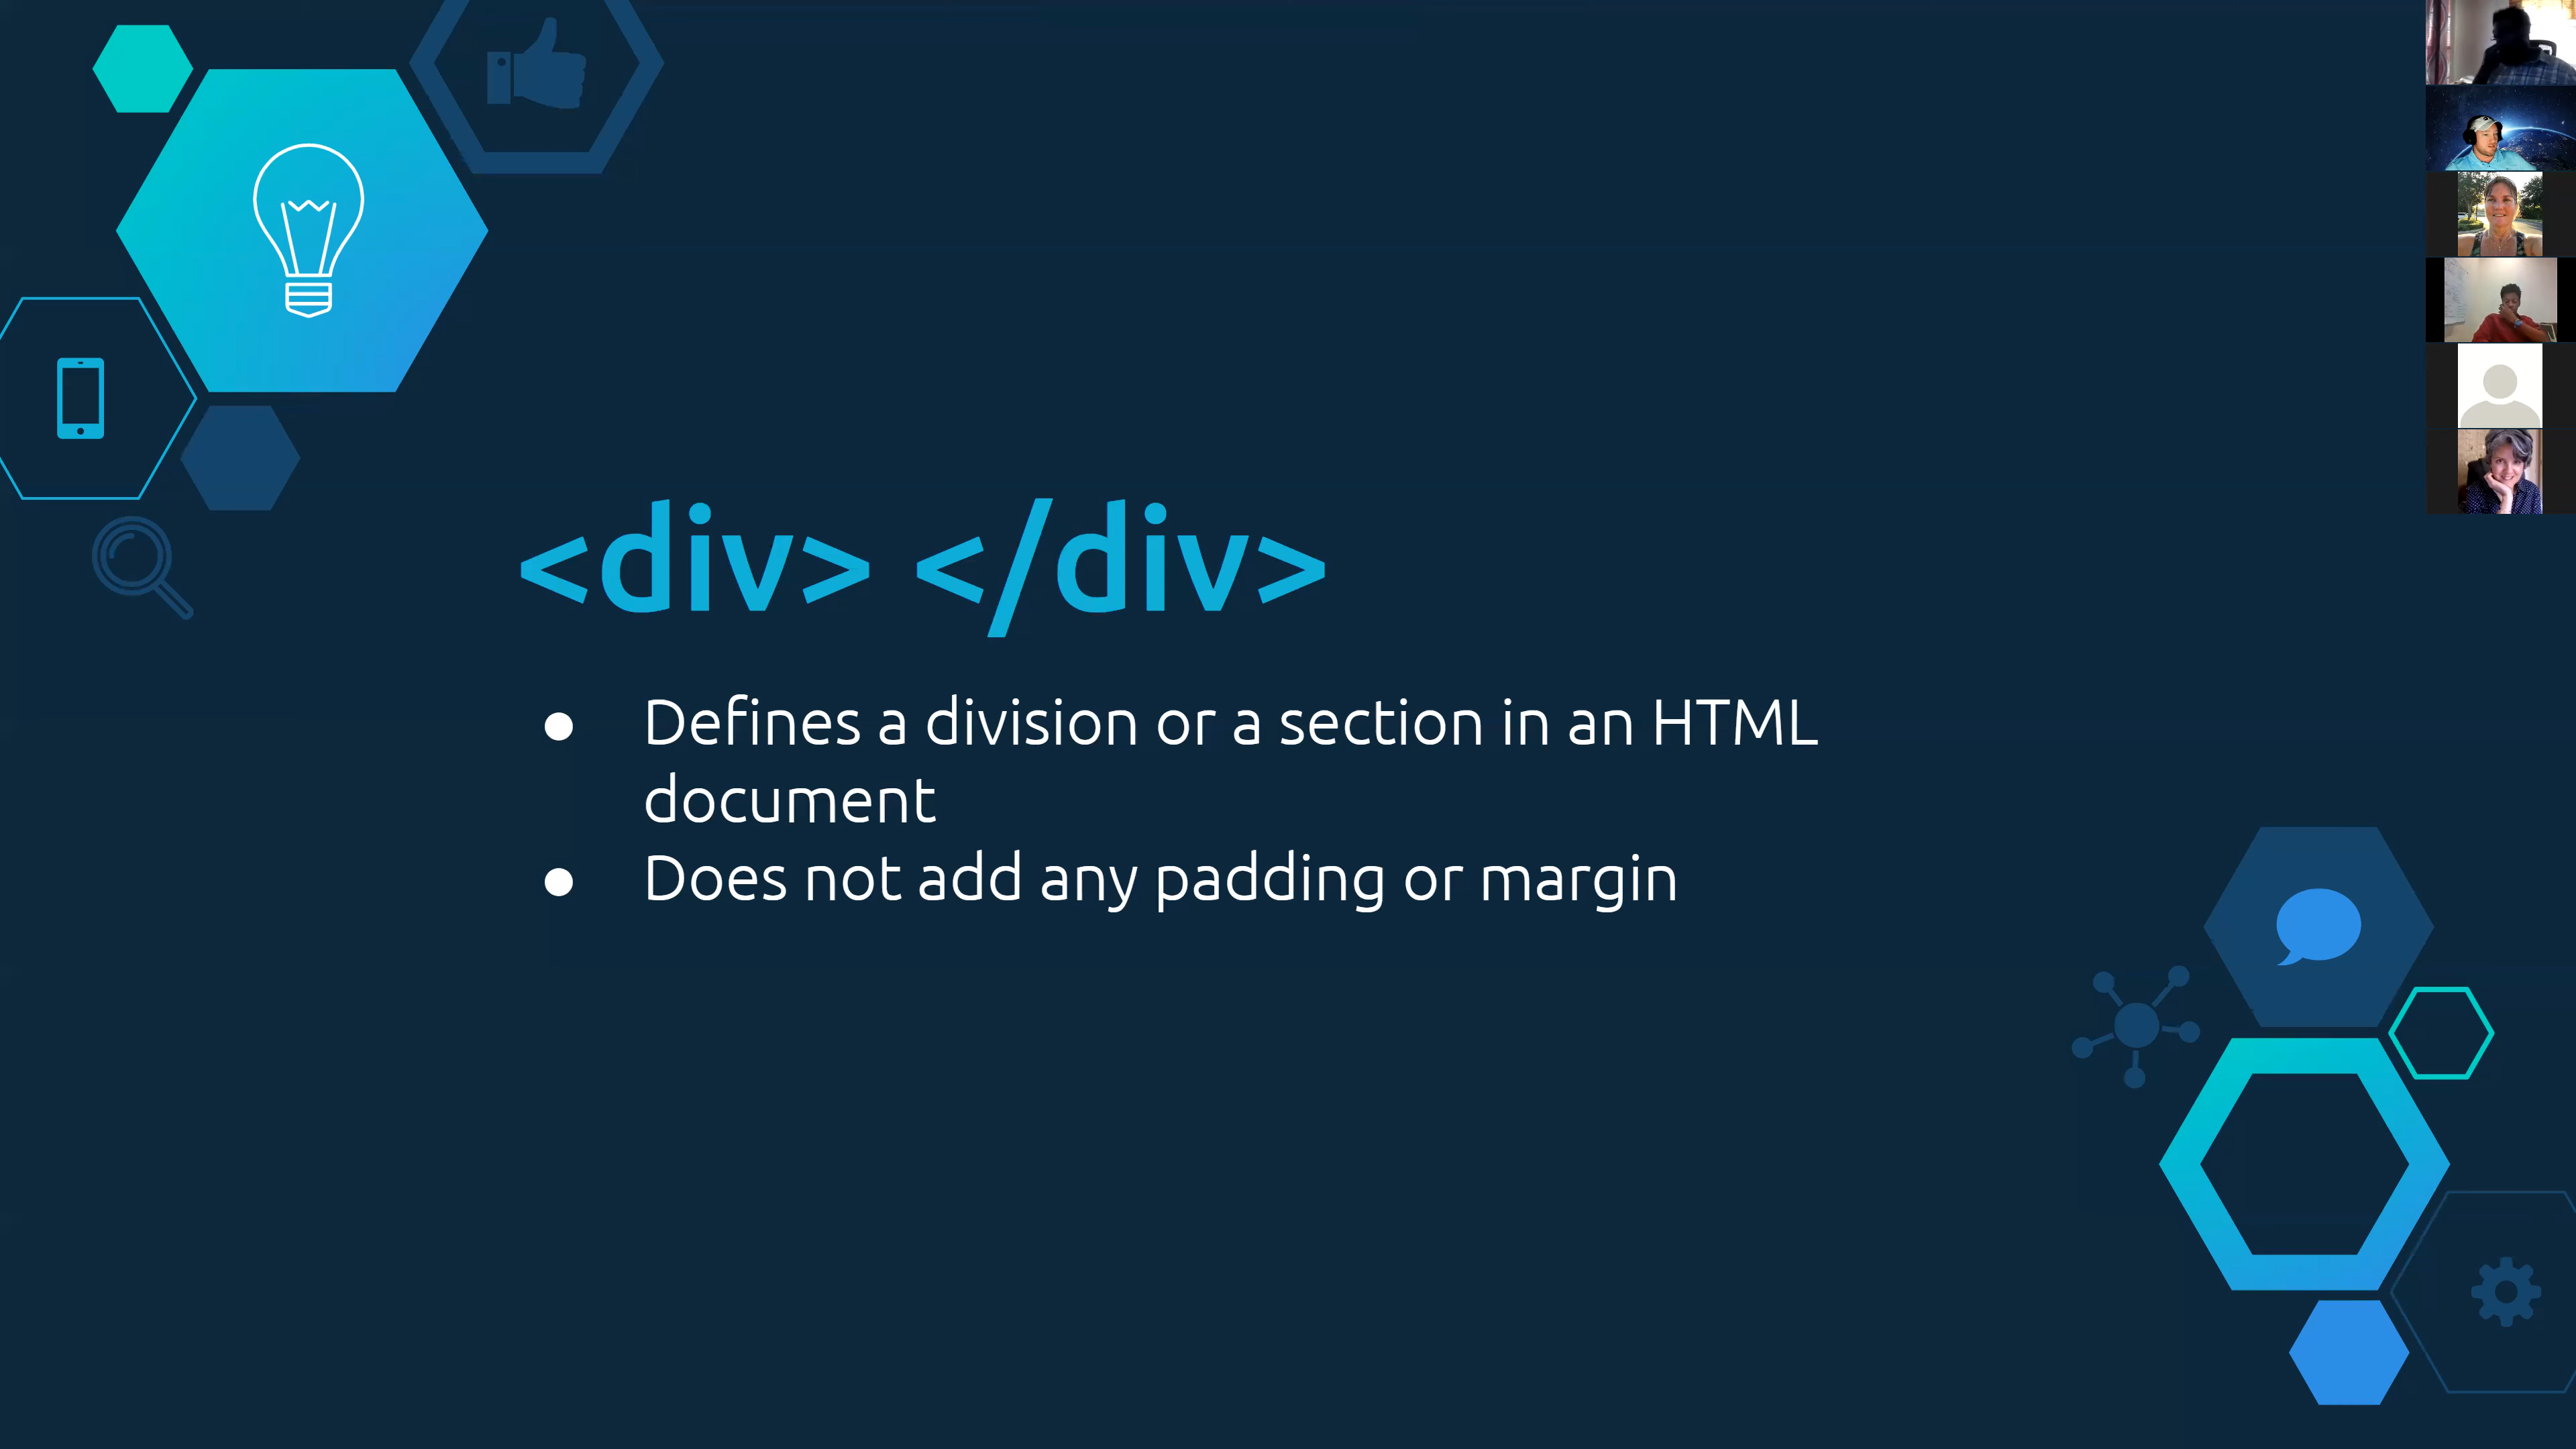 <div> </div>
● Defines a division or a section in an HTML
document
● Does not add any padding or margin